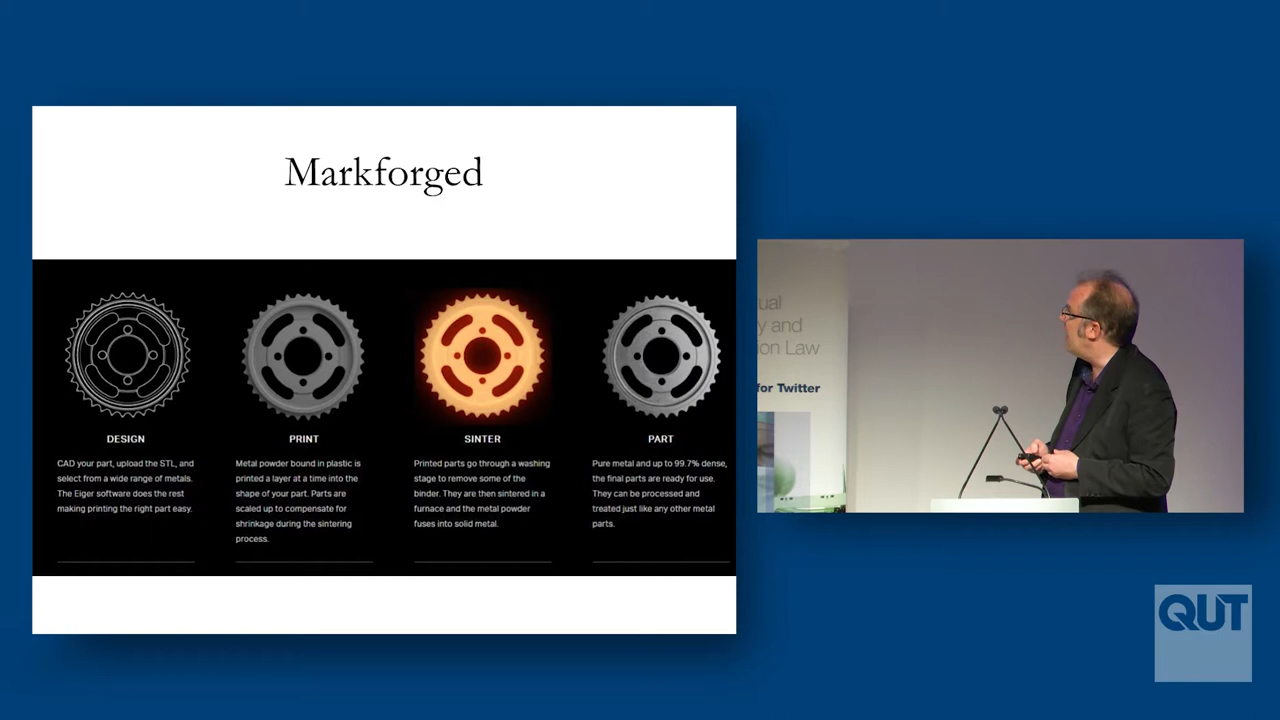 Markforged
DESIGN
CAD your part, upload the STL, and
select from a wide range of metals.
The Eiger software does the rest
making printing the right part easy.
PRINT
Metal powder bound in plastic is
printed a layer at a time into the
shape of your part. Parts are
scaled up to compensate for
shrinkage during the sintering
process.
SINTER
Printed parts go through a washing
stage to remove some of the
binder. They are then sintered in a
furnace and the metal powder
fuses into solid metal.
PART
Pure metal and up to 99.7% dense,
the final parts are ready for use.
They can be processed and
treated just like any other metal
parts.
ual
y and
ion Law
for Twitter
QUT